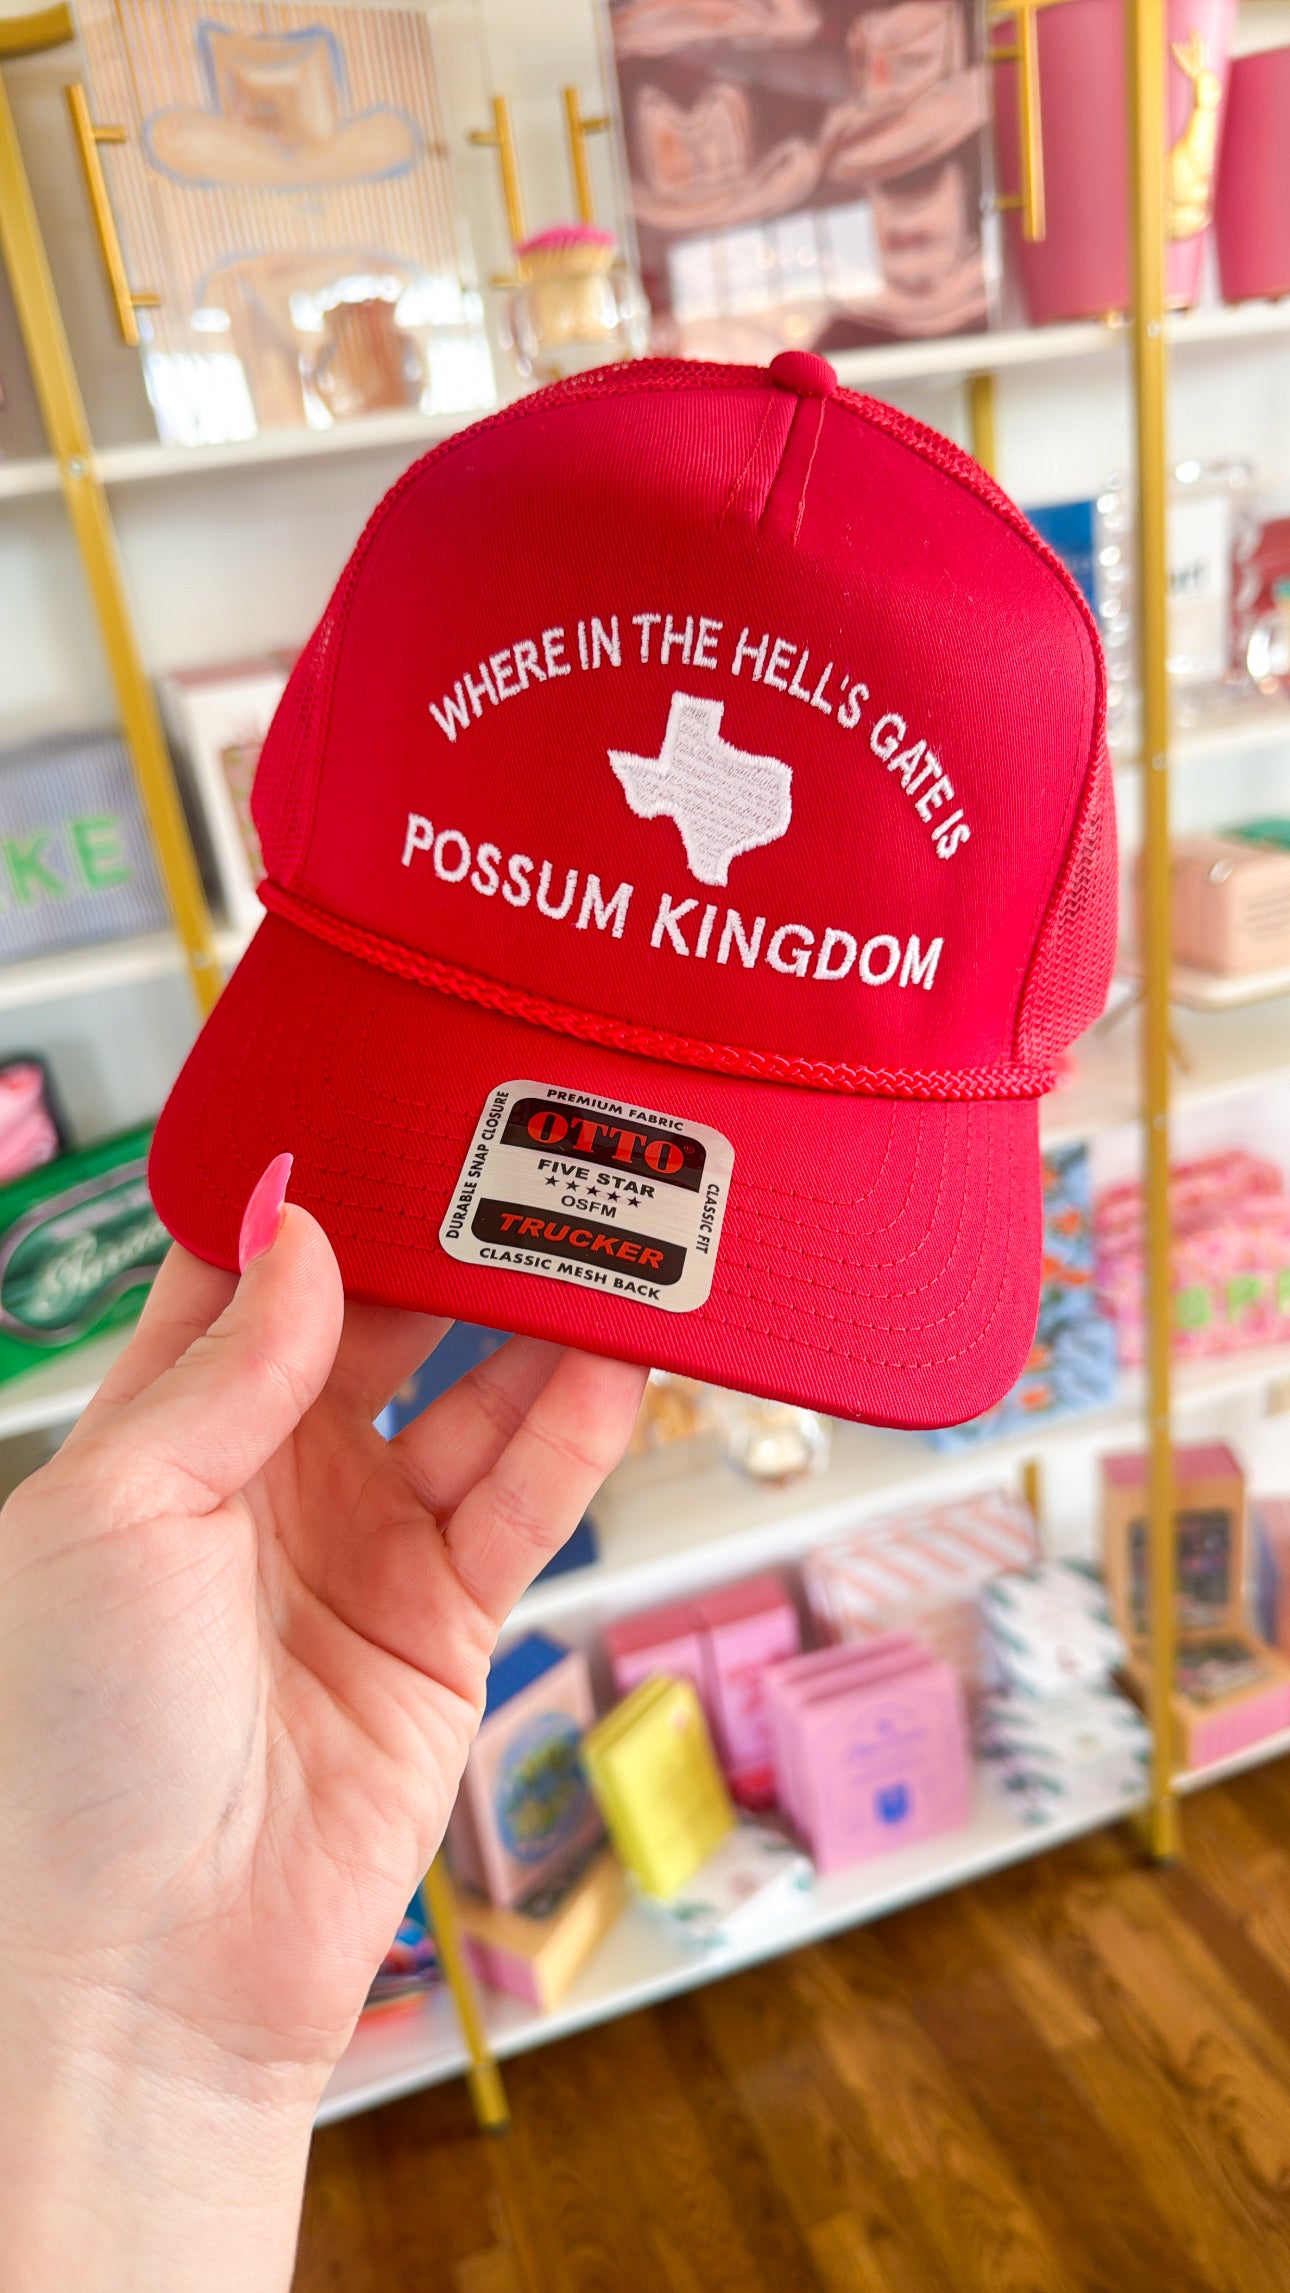 WHERE IN THE HELL'S GATE IS
POSSUM KINGDOM
PREMIUM FABRIC
DURABLE SNAP CLOSURE
OTTO®
FIVE STAR
★★★★★
OSFM
TRUCKER
CLASSIC FIT
CLASSIC MESH BACK
KE